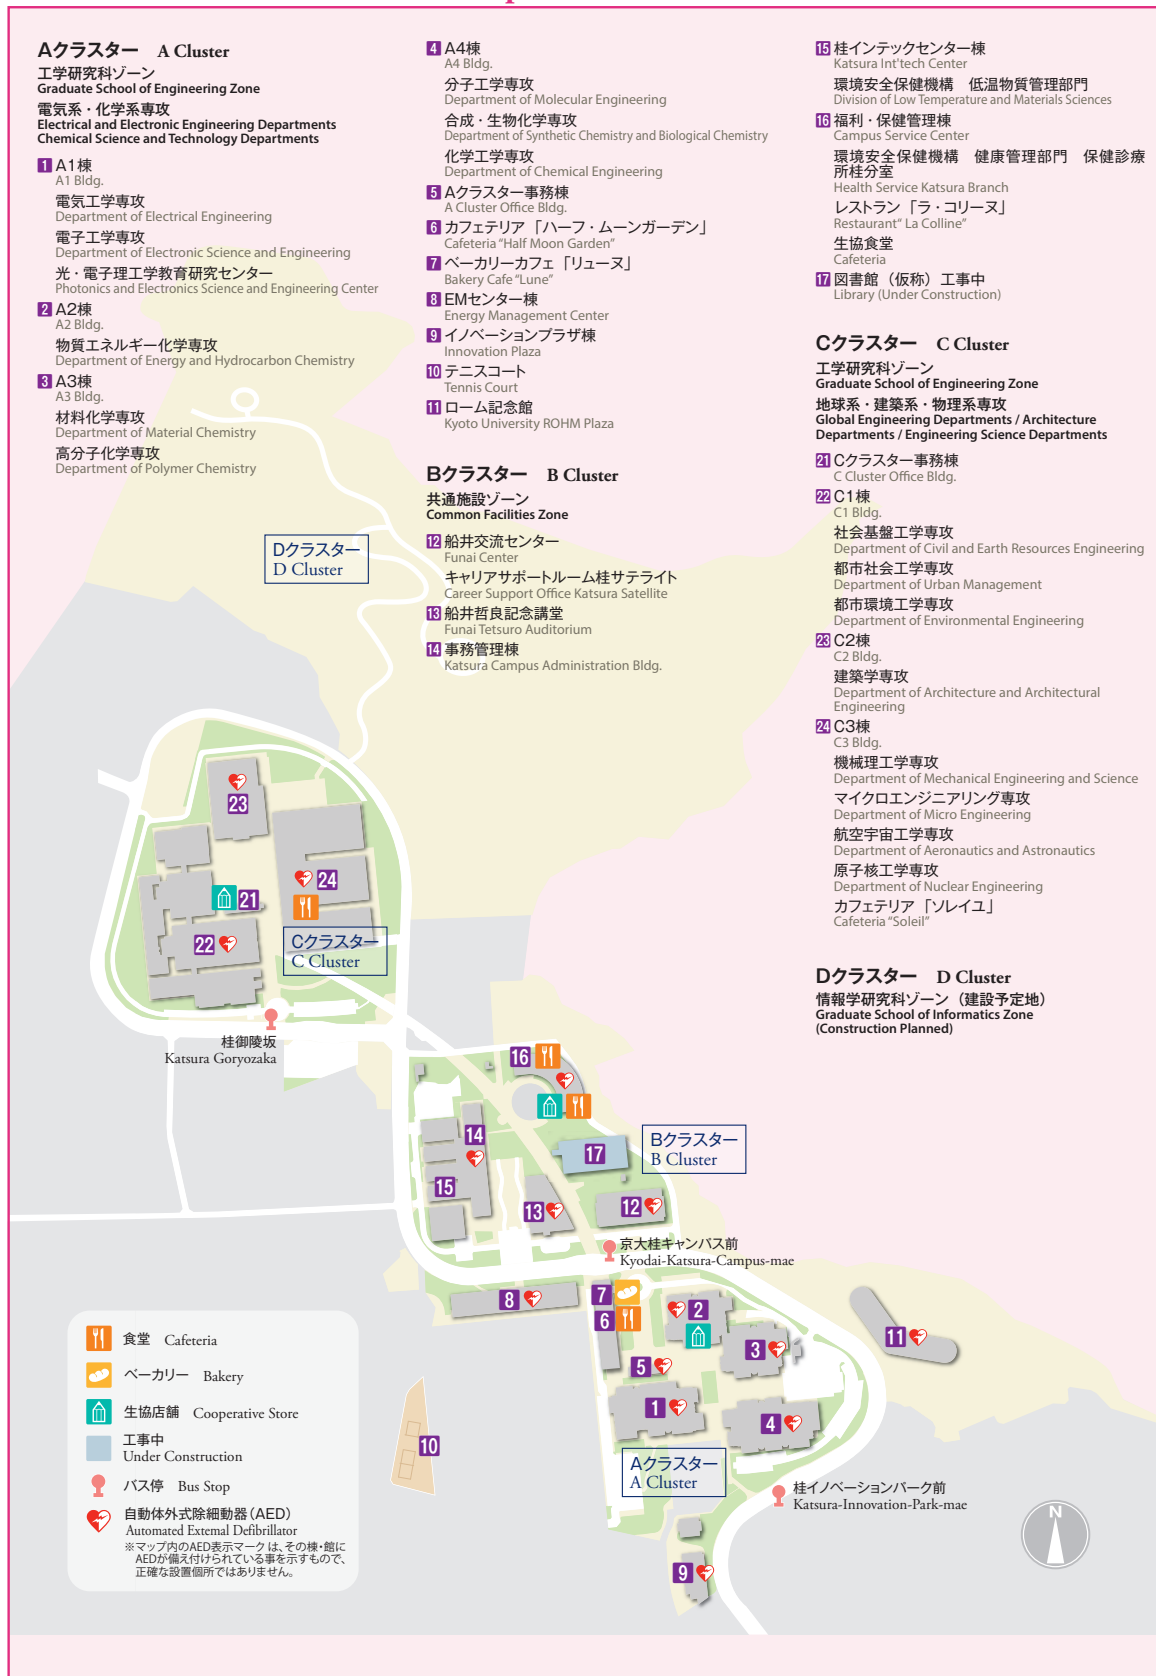 Aクラスター A Cluster
工学研究科ゾーン
Graduate School of Engineering Zone
電気系・化学系専攻
Electrical and Electronic Engineering Departments
Chemical Science and Technology Departments
1 A1棟
A1 Bldg.
電気工学専攻
Department of Electrical Engineering
電子工学専攻
Department of Electronic Science and Engineering
光・電子理工学教育研究センター
Photonics and Electronics Science and Engineering Center
2 A2棟
A2 Bldg.
物質エネルギー化学専攻
Department of Energy and Hydrocarbon Chemistry
3 A3棟
A3 Bldg.
材料化学専攻
Department of Material Chemistry
高分子化学専攻
Department of Polymer Chemistry
4 A4棟
A4 Bldg.
分子工学専攻
Department of Molecular Engineering
合成・生物化学専攻
Department of Synthetic Chemistry and Biological Chemistry
化学工学専攻
Department of Chemical Engineering
5 Aクラスター事務棟
A Cluster Office Bldg.
6 カフェテリア「ハーフ・ムーンガーデン」
Cafeteria “Half Moon Garden”
7 ベーカリーカフェ「リューヌ」
Bakery Cafe “Lune”
8 EMセンター棟
Energy Management Center
9 イノベーションプラザ棟
Innovation Plaza
10 テニスコート
Tennis Court
11 ローム記念館
Kyoto University ROHM Plaza
Bクラスター B Cluster
共通施設ゾーン
Common Facilities Zone
12 船井交流センター
Funai Center
キャリアサポートルーム桂サテライト
Career Support Office Katsura Satellite
13 船井哲良記念講堂
Funai Tetsuro Auditorium
14 事務管理棟
Katsura Campus Administration Bldg.
15 桂インテックセンター棟
Katsura Int'tech Center
環境安全保健機構 低温物質管理部門
Division of Low Temperature and Materials Sciences
16 福利・保健管理棟
Campus Service Center
環境安全保健機構 健康管理部門 保健診療
所桂分室
Health Service Katsura Branch
レストラン「ラ・コリーヌ」
Restaurant“ La Colline”
生協食堂
Cafeteria
17 図書館（仮称）工事中
Library (Under Construction)
Cクラスター C Cluster
工学研究科ゾーン
Graduate School of Engineering Zone
地球系・建築系・物理系専攻
Global Engineering Departments / Architecture
Departments / Engineering Science Departments
21 Cクラスター事務棟
C Cluster Office Bldg.
22 C1棟
C1 Bldg.
社会基盤工学専攻
Department of Civil and Earth Resources Engineering
都市社会工学専攻
Department of Urban Management
都市環境工学専攻
Department of Environmental Engineering
23 C2棟
C2 Bldg.
建築学専攻
Department of Architecture and Architectural
Engineering
24 C3棟
C3 Bldg.
機械理工学専攻
Department of Mechanical Engineering and Science
マイクロエンジニアリング専攻
Department of Micro Engineering
航空宇宙工学専攻
Department of Aeronautics and Astronautics
原子核工学専攻
Department of Nuclear Engineering
カフェテリア「ソレイユ」
Cafeteria “Soleil”
Dクラスター D Cluster
情報学研究科ゾーン（建設予定地）
Graduate School of Informatics Zone
(Construction Planned)
Dクラスター
D Cluster
23
24
21
22
Cクラスター
C Cluster
桂御陵坂
Katsura Goryozaka
16
14
17
Bクラスター
B Cluster
15
13
12
京大桂キャンパス前
Kyodai-Katsura-Campus-mae
7
8
6
2
11
3
5
1
4
10
Aクラスター
A Cluster
桂イノベーションパーク前
Katsura-Innovation-Park-mae
9
N
食堂 Cafeteria
ベーカリー Bakery
生協店舗 Cooperative Store
工事中
Under Construction
バス停 Bus Stop
自動体外式除細動器（AED）
Automated Extemal Defibrillator
※マップ内のAED表示マークは、その棟・館に
AEDが備え付けられている事を示すもので、
正確な設置個所ではありません。